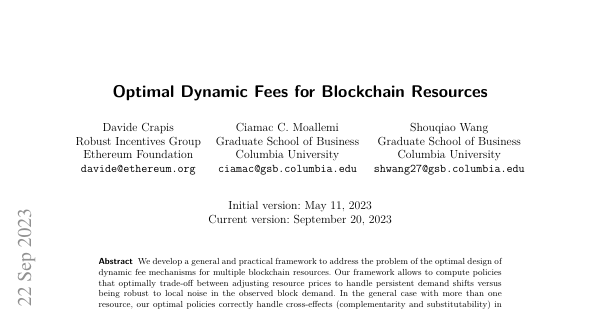 Optimal Dynamic Fees for Blockchain Resources
Davide Crapis
Robust Incentives Group
Ethereum Foundation
davide@ethereum.org
Ciamac C. Moallemi
Graduate School of Business
Columbia University
ciamac@gsb.columbia.edu
Shouqiao Wang
Graduate School of Business
Columbia University
shwang27@gsb.columbia.edu
Initial version: May 11, 2023
Current version: September 20, 2023
22 Sep 2023
Abstract We develop a general and practical framework to address the problem of the optimal design of
dynamic fee mechanisms for multiple blockchain resources. Our framework allows to compute policies
that optimally trade-off between adjusting resource prices to handle persistent demand shifts versus
being robust to local noise in the observed block demand. In the general case with more than one
resource, our optimal policies correctly handle cross-effects (complementarity and substitutability) in